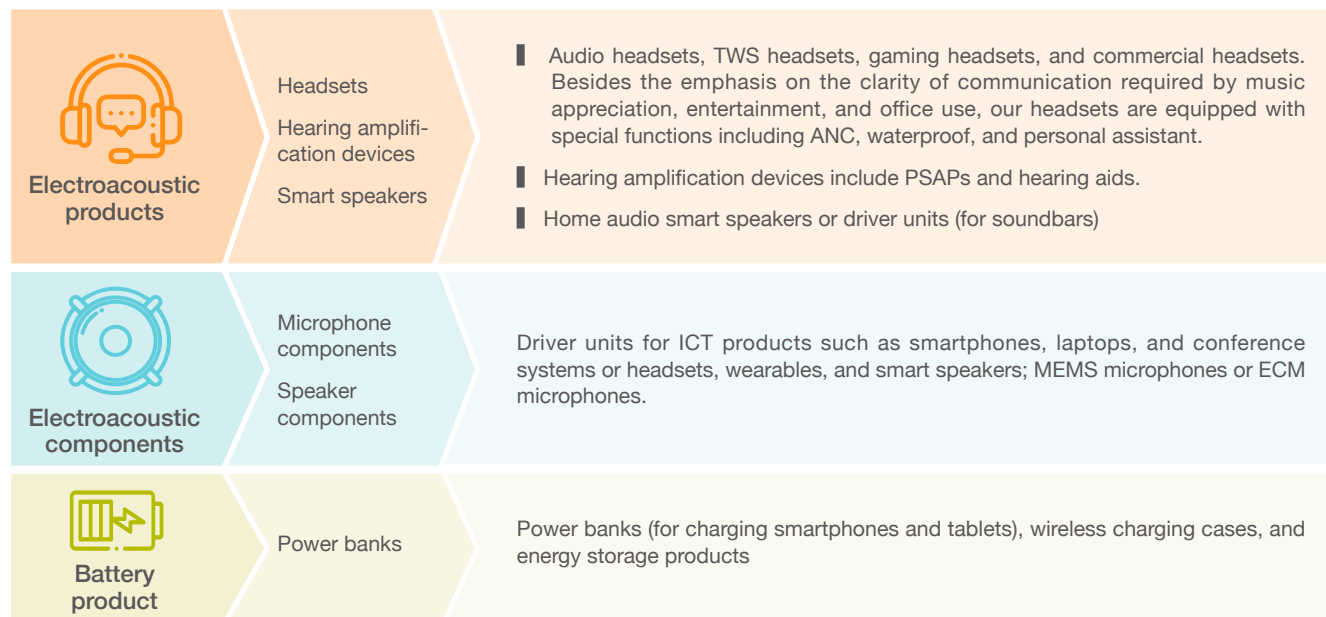 Electroacoustic
products
Headsets
Hearing amplifi-
cation devices
Smart speakers
Audio headsets, TWS headsets, gaming headsets, and commercial headsets.
Besides the emphasis on the clarity of communication required by music
appreciation, entertainment, and office use, our headsets are equipped with
special functions including ANC, waterproof, and personal assistant.
Hearing amplification devices include PSAPs and hearing aids.
Home audio smart speakers or driver units (for soundbars)
Electroacoustic
components
Microphone
components
Speaker
components
Driver units for ICT products such as smartphones, laptops, and conference
systems or headsets, wearables, and smart speakers; MEMS microphones or ECM
microphones.
Battery
product
Power banks
Power banks (for charging smartphones and tablets), wireless charging cases, and
energy storage products